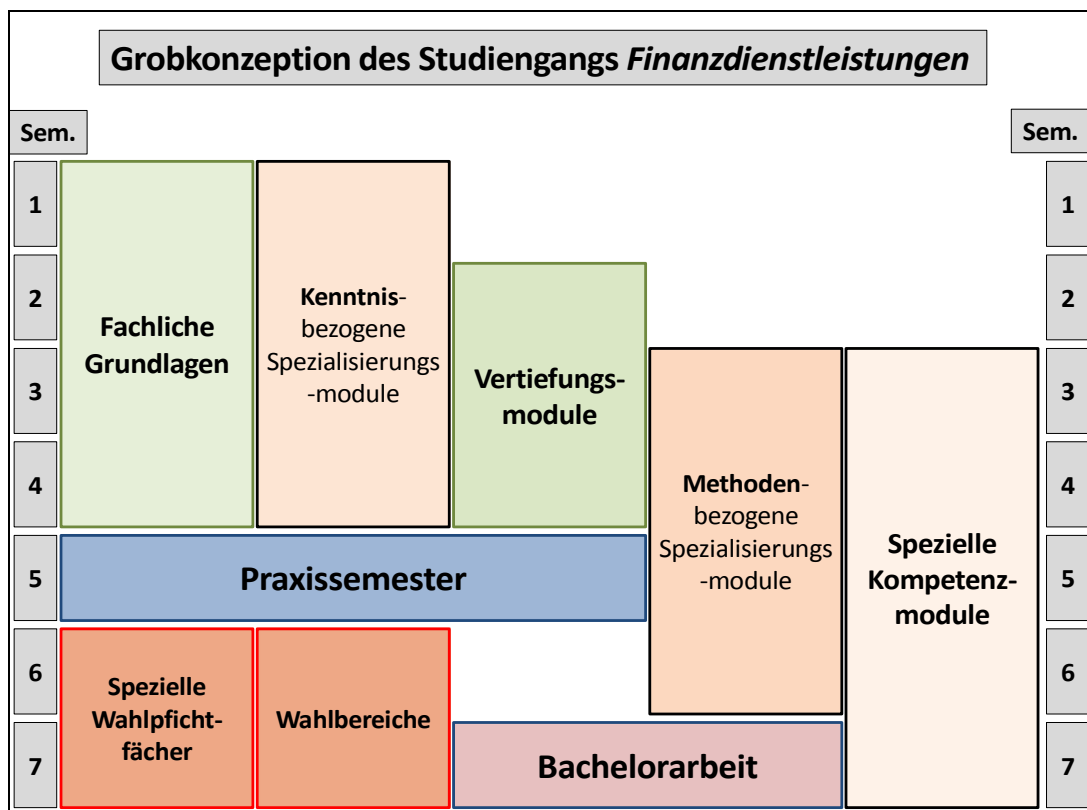 Grobkonzeption des Studiengangs Finanzdienstleistungen
Sem.
Sem.
1
2
3
4
5
6
7
Fachliche
Grundlagen
Kenntnis-
bezogene
Spezialisierungs
-module
Vertiefungs-
module
Methoden-
bezogene
Spezialisierungs
-module
Spezielle
Kompetenz-
module
Praxissemester
Spezielle
Wahlpficht-
fächer
Wahlbereiche
Bachelorarbeit
1
2
3
4
5
6
7